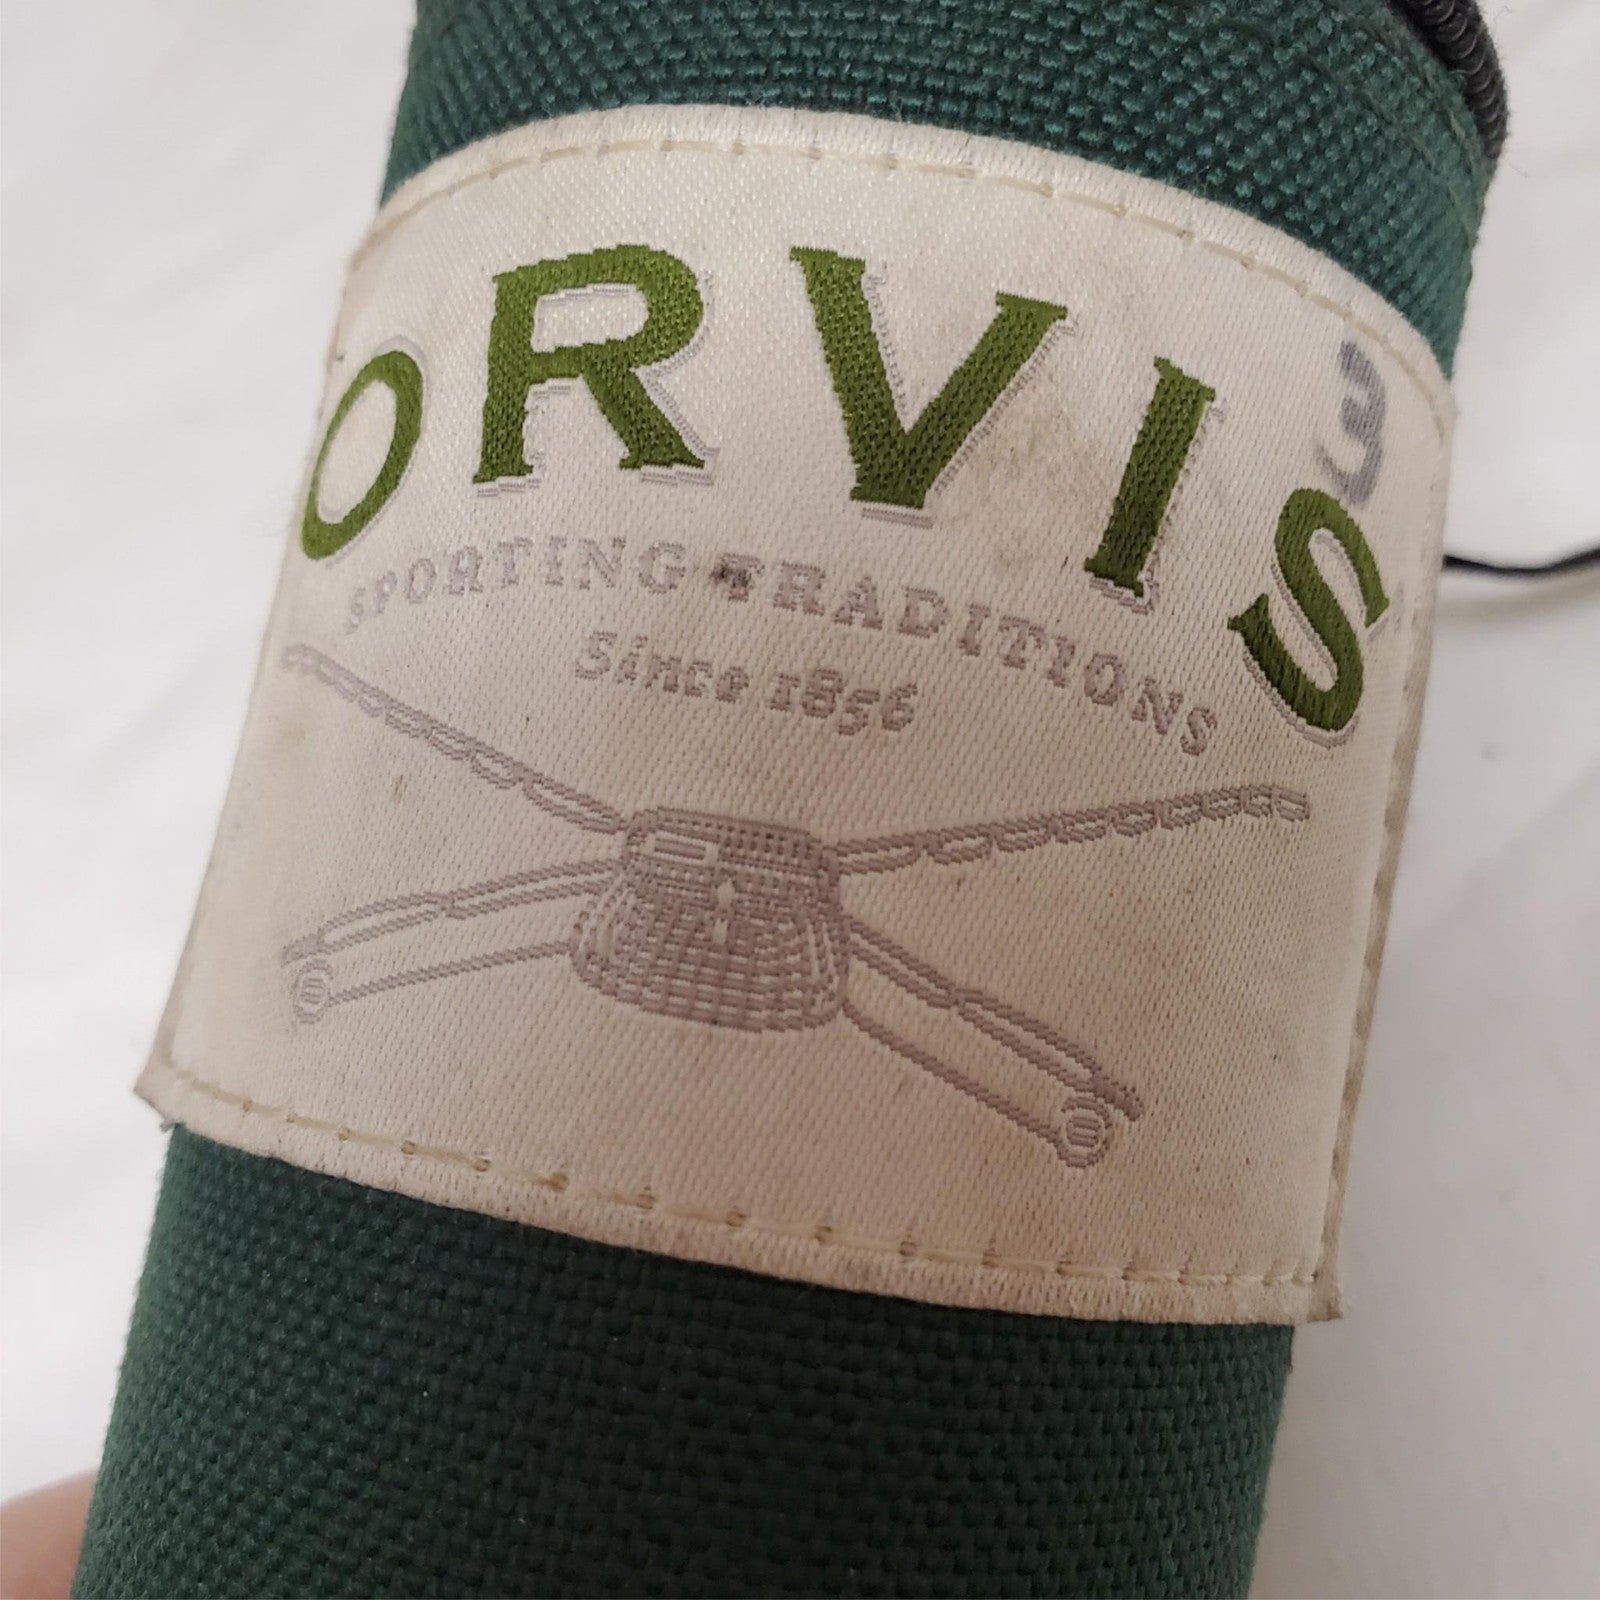 ORVIS
SPORTING TRADITIONS
Since 1856